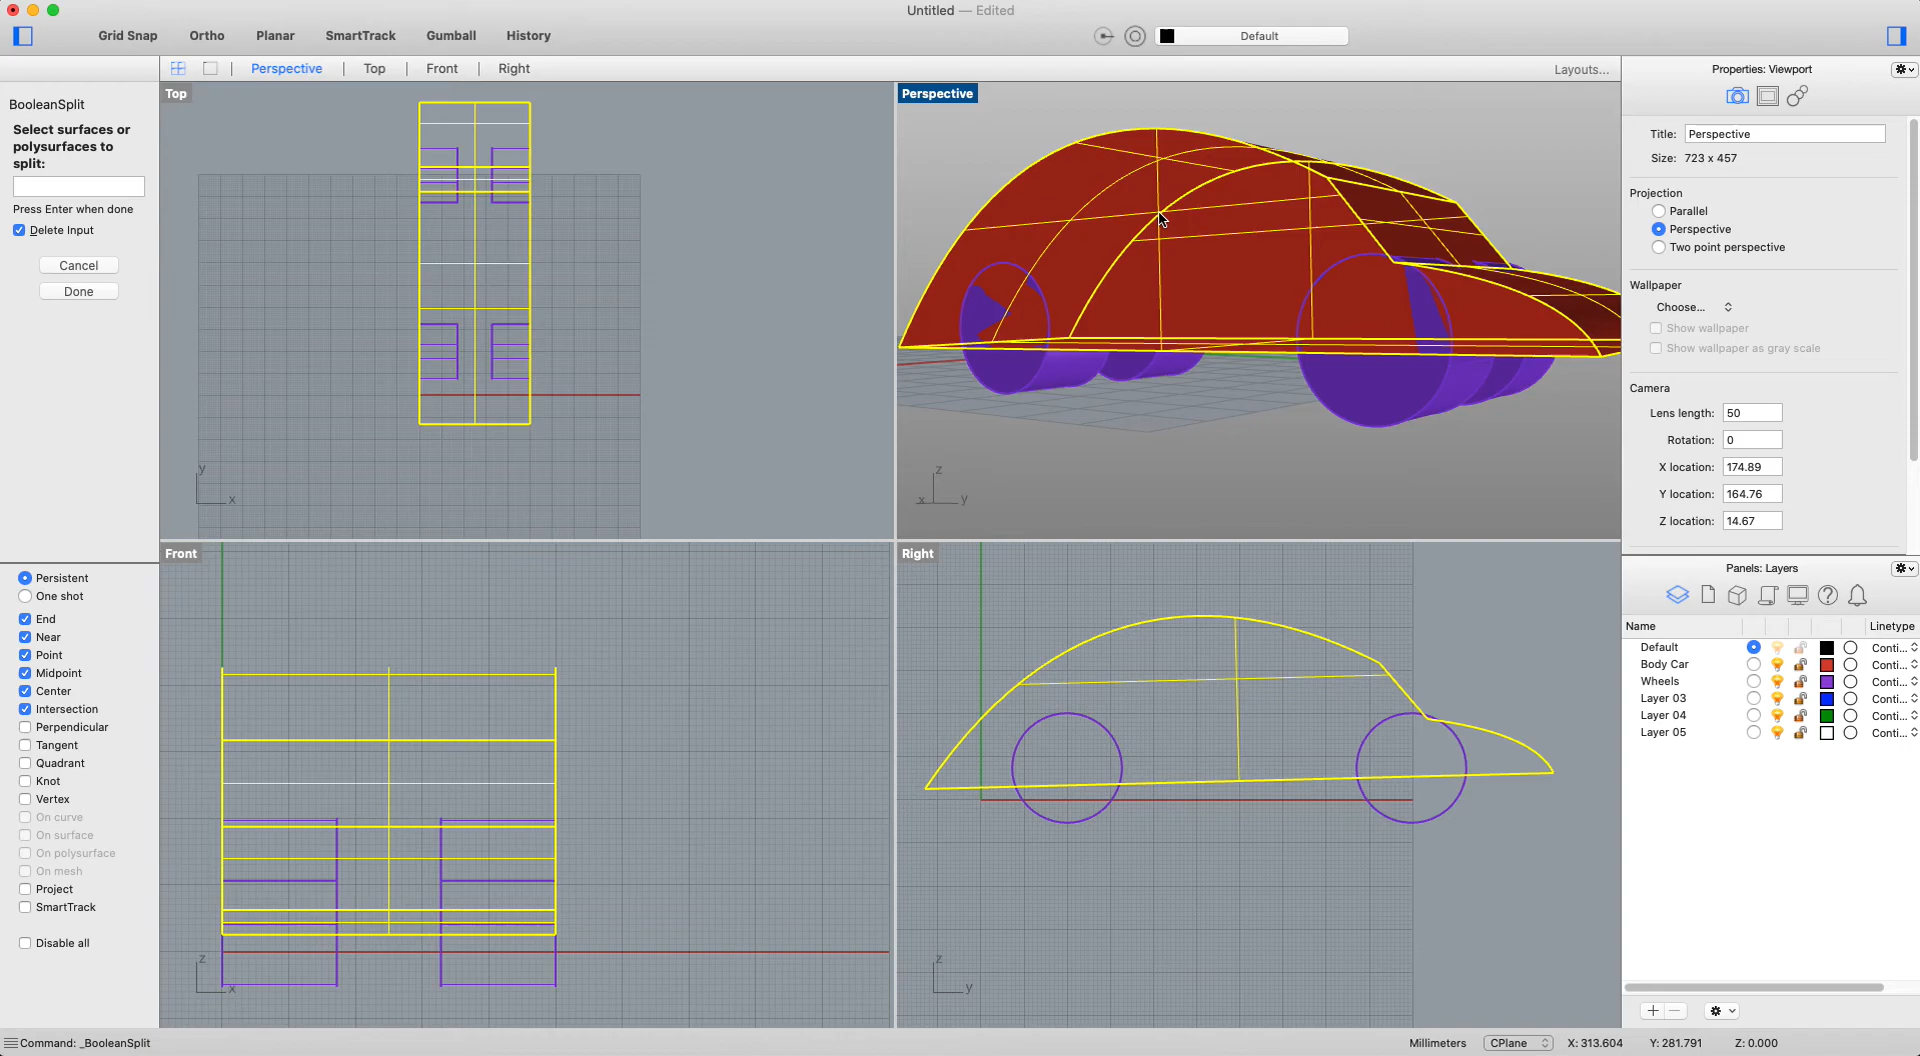 Untitled — Edited
Grid Snap Ortho Planar SmartTrack Gumball History Default
Perspective Top Front Right Layouts...
Properties: Viewport
BooleanSplit
Select surfaces or
polysurfaces to
split:
Press Enter when done
Delete Input
Cancel
Done
Top
y
x
Perspective
z
x
y
Front
z
x
Right
z
y
Title: Perspective
Size: 723 x 457
Projection
Parallel
Perspective
Two point perspective
Wallpaper
Choose...
Show wallpaper
Show wallpaper as gray scale
Camera
Lens length: 50
Rotation: 0
X location: 174.89
Y location: 164.76
Z location: 14.67
Persistent
One shot
End
Near
Point
Midpoint
Center
Intersection
Perpendicular
Tangent
Quadrant
Knot
Vertex
On curve
On surface
On polysurface
On mesh
Project
SmartTrack
Disable all
Panels: Layers
Name Linetype
Default Conti...
Body Car Conti...
Wheels Conti...
Layer 03 Conti...
Layer 04 Conti...
Layer 05 Conti...
Command: _BooleanSplit
Millimeters CPlane X: 313.604 Y: 281.791 Z: 0.000